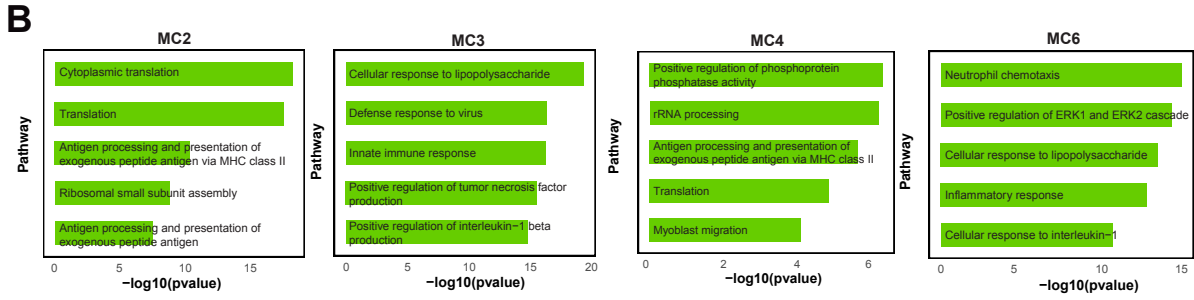 B
MC2
Pathway
Cytoplasmic translation
Translation
Antigen processing and presentation of
exogenous peptide antigen via MHC class II
Ribosomal small subunit assembly
Antigen processing and presentation of
exogenous peptide antigen
0 5 10 15
−log10(pvalue)
MC3
Pathway
Cellular response to lipopolysaccharide
Defense response to virus
Innate immune response
Positive regulation of tumor necrosis factor
production
Positive regulation of interleukin−1 beta
production
0 5 10 15 20
−log10(pvalue)
MC4
Pathway
Positive regulation of phosphoprotein
phosphatase activity
rRNA processing
Antigen processing and presentation of
exogenous peptide antigen via MHC class II
Translation
Myoblast migration
0 2 4 6
−log10(pvalue)
MC6
Pathway
Neutrophil chemotaxis
Positive regulation of ERK1 and ERK2 cascade
Cellular response to lipopolysaccharide
Inflammatory response
Cellular response to interleukin−1
0 5 10 15
−log10(pvalue)